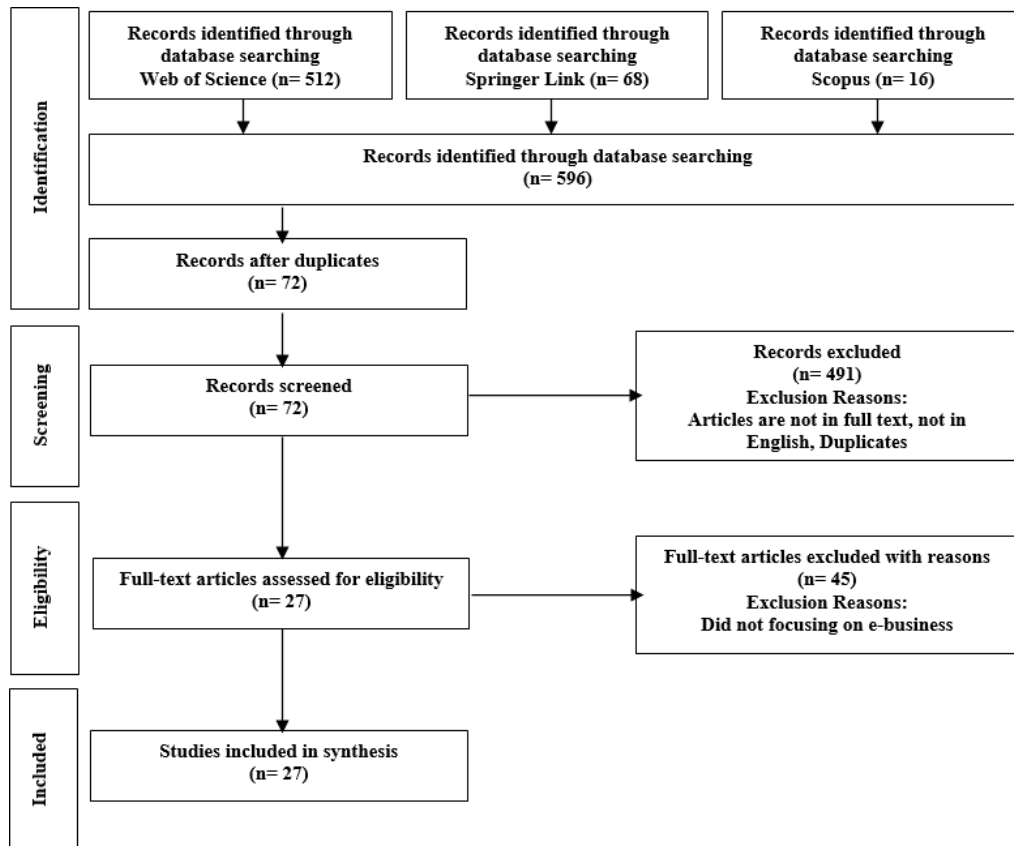 Records identified through
database searching
Web of Science (n= 512)
Records identified through
database searching
Springer Link (n= 68)
Records identified through
database searching
Scopus (n= 16)
Identification
Records identified through database searching
(n= 596)
Records after duplicates
(n= 72)
Screening
Records screened
(n= 72)
Records excluded
(n= 491)
Exclusion Reasons:
Articles are not in full text, not in
English, Duplicates
Eligibility
Full-text articles assessed for eligibility
(n= 27)
Full-text articles excluded with reasons
(n= 45)
Exclusion Reasons:
Did not focusing on e-business
Included
Studies included in synthesis
(n= 27)